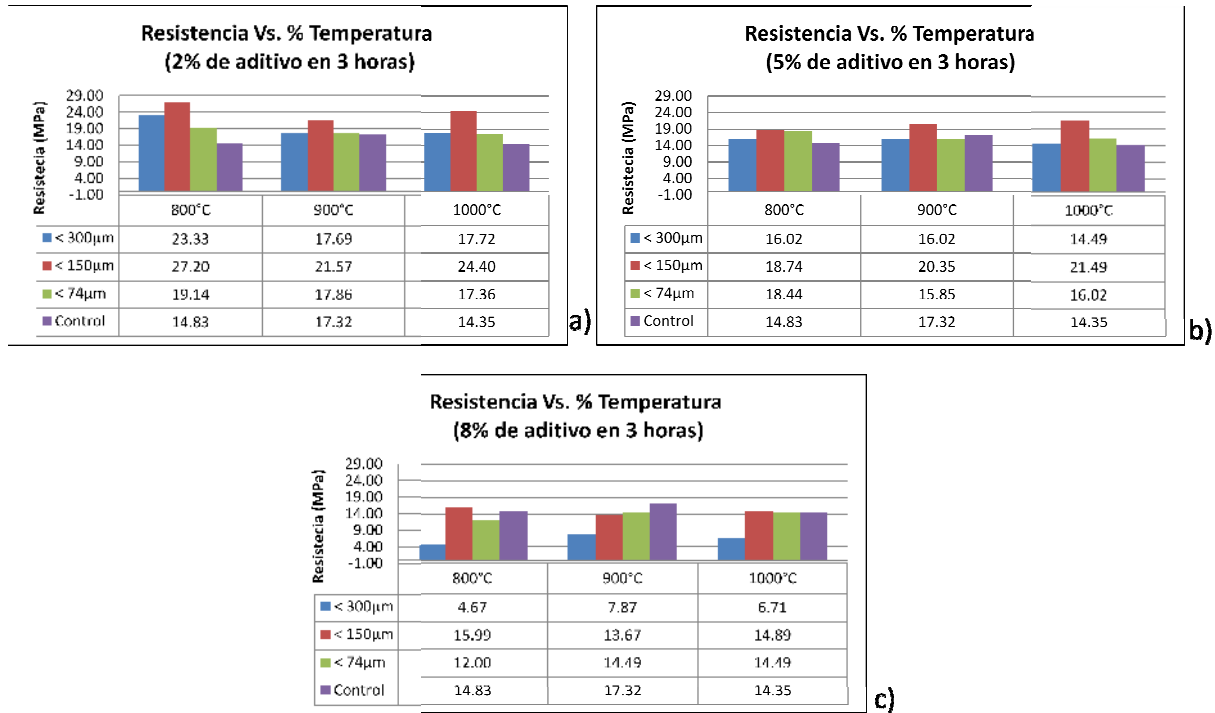 Resistencia Vs. % Temperatura
(2% de aditivo en 3 horas)
Resistecia (MPa)
29.00
24.00
19.00
14.00
9.00
4.00
-1.00
800°C 900°C 1000°C
< 300µm 23.33 17.69 17.72
< 150µm 27.20 21.57 24.40
< 74µm 19.14 17.86 17.36
Control 14.83 17.32 14.35
a)
Resistencia Vs. % Temperatura
(5% de aditivo en 3 horas)
Resistecia (MPa)
29.00
24.00
19.00
14.00
9.00
4.00
-1.00
800°C 900°C 1000°C
< 300µm 16.02 16.02 14.49
< 150µm 18.74 20.35 21.49
< 74µm 18.44 15.85 16.02
Control 14.83 17.32 14.35
b)
Resistencia Vs. % Temperatura
(8% de aditivo en 3 horas)
Resistecia (MPa)
29.00
24.00
19.00
14.00
9.00
4.00
-1.00
800°C 900°C 1000°C
< 300µm 4.67 7.87 6.71
< 150µm 15.99 13.67 14.89
< 74µm 12.00 14.49 14.49
Control 14.83 17.32 14.35
c)